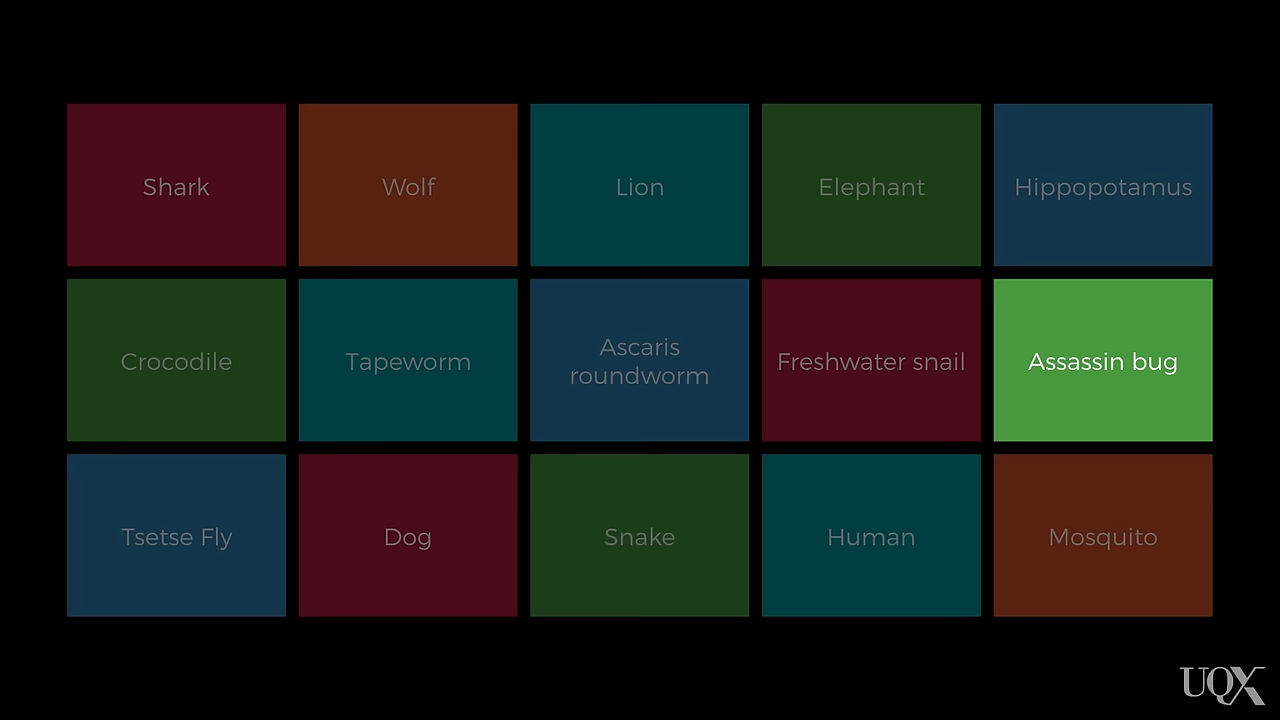 Shark
Wolf
Lion
Elephant
Hippopotamus
Crocodile
Tapeworm
Ascaris
roundworm
Freshwater snail
Assassin bug
Tsetse Fly
Dog
Snake
Human
Mosquito
UQX